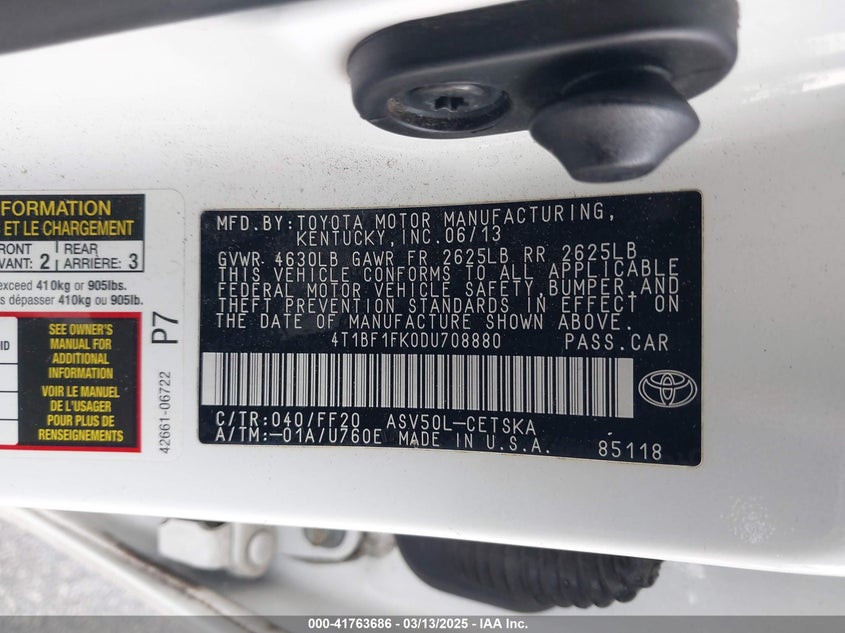 FORMATION
ET LE CHARGEMENT
FRONT
REAR
2
ARRIÈRE: 3
exceed 410kg or 905lbs.
dépasser 410kg ou 905lb.
SEE OWNER'S
MANUAL FOR
ADDITIONAL
INFORMATION
VOIR LE MANUEL
DE L'USAGER
POUR PLUS DE
RENSEIGNEMENTS
P7
42661-06722
MFD. BY: TOYOTA MOTOR MANUFACTURING,
KENTUCKY, INC. 06/13
GVWR 4630LB GAWR FR 2625LB RR 2625LB
THIS VEHICLE CONFORMS TO ALL APPLICABLE
FEDERAL MOTOR VEHICLE SAFETY, BUMPER, AND
THEFT PREVENTION STANDARDS IN EFFECT ON
THE DATE OF MANUFACTURE SHOWN ABOVE.
4T1BF1FK0DU708880 PASS. CAR
C/TR: 040/FF20 ASV50L-CETSKA
A/TM: -01A/U760E MADE IN U.S.A. 85118
000-41763686 - 03/13/2025 - IAA Inc.